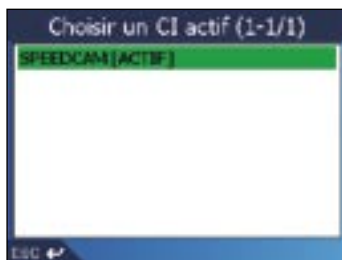 Choisir un CI actif (1-1/1)
SPEEDCAM [ACTIF]
ESC